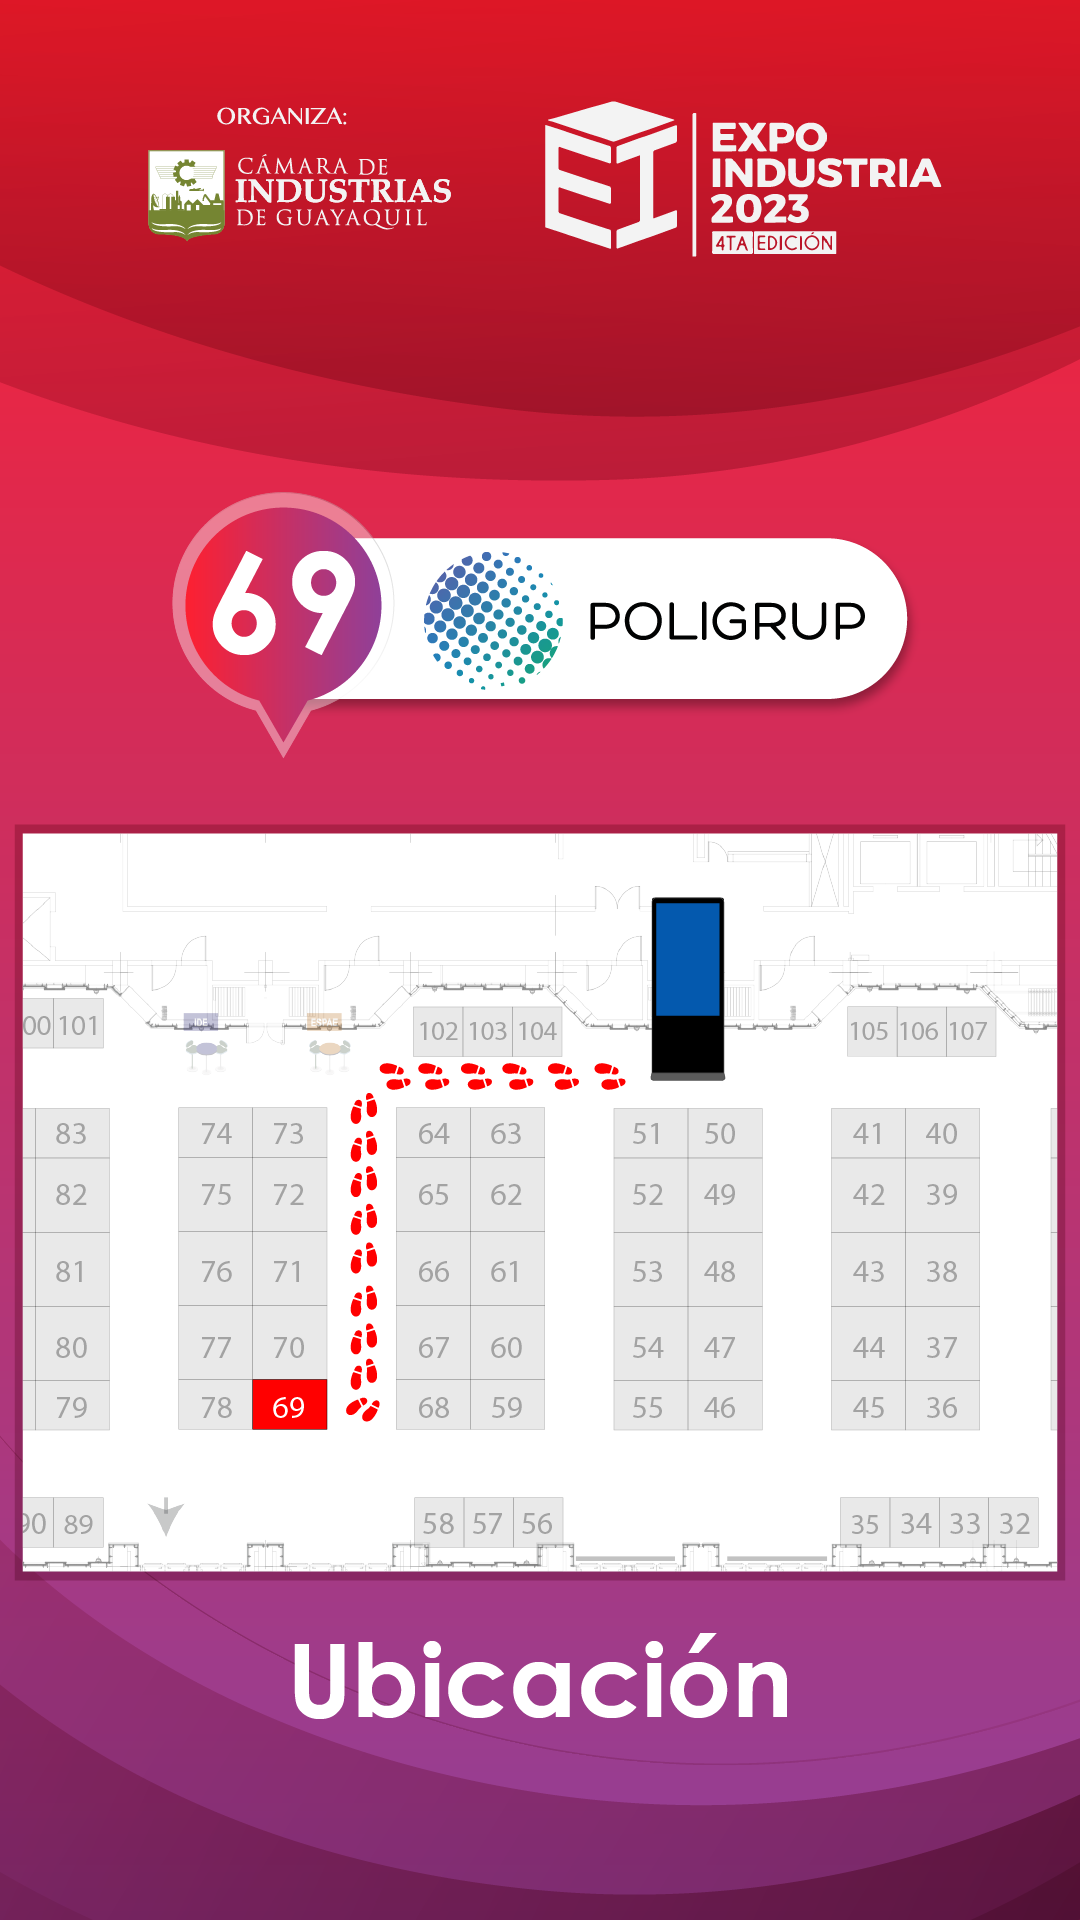 ORGANIZA:
CÁMARA DE
INDUSTRIAS
DE GUAYAQUIL
EXPO
INDUSTRIA
2023
4TA EDICIÓN
69
POLIGRUP
IDE
ESPAE
00 101
102 103 104
105 106 107
83 74 73 64 63 51 50 41 40
82 75 72 65 62 52 49 42 39
81 76 71 66 61 53 48 43 38
80 77 70 67 60 54 47 44 37
79 78 69 68 59 55 46 45 36
90 89 58 57 56 35 34 33 32
Ubicación